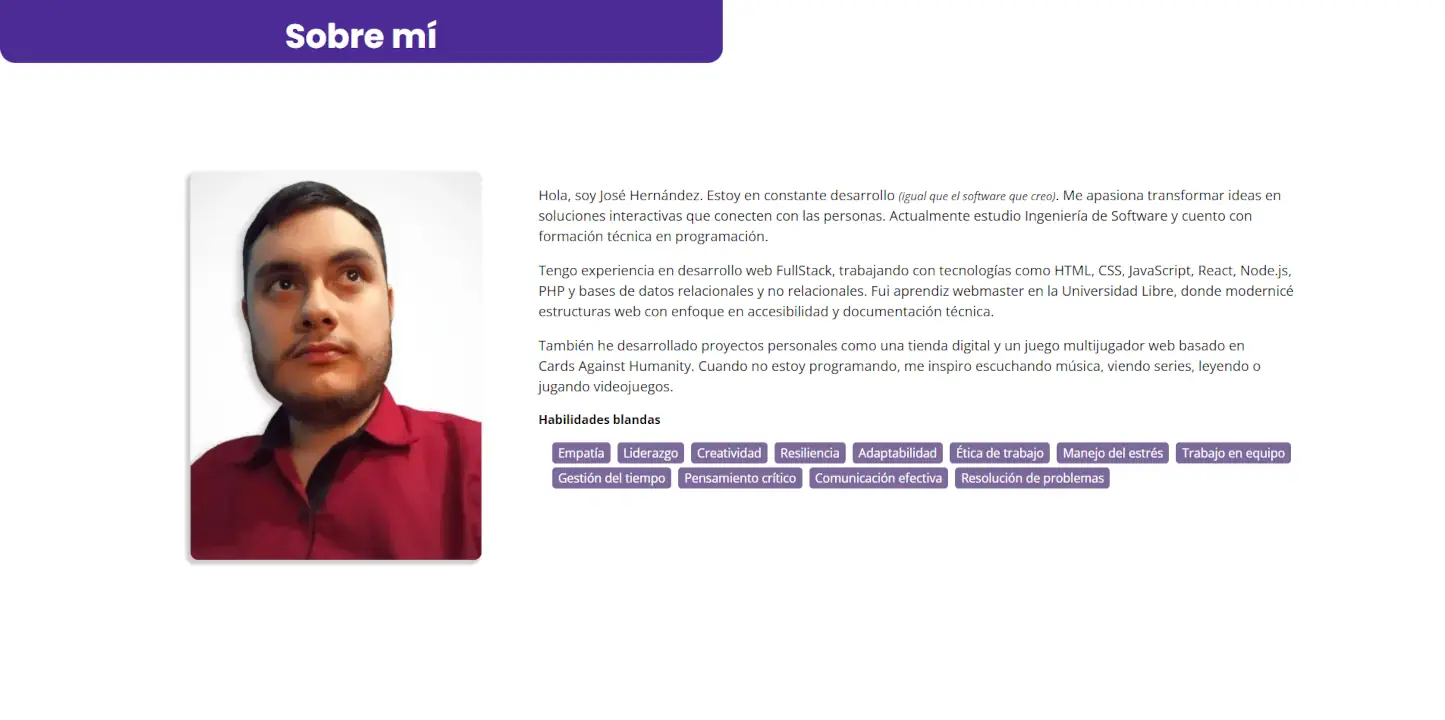 Sobre mí
Hola, soy José Hernández. Estoy en constante desarrollo (igual que el software que creo). Me apasiona transformar ideas en
soluciones interactivas que conecten con las personas. Actualmente estudio Ingeniería de Software y cuento con
formación técnica en programación.
Tengo experiencia en desarrollo web FullStack, trabajando con tecnologías como HTML, CSS, JavaScript, React, Node.js,
PHP y bases de datos relacionales y no relacionales. Fui aprendiz webmaster en la Universidad Libre, donde modernicé
estructuras web con enfoque en accesibilidad y documentación técnica.
También he desarrollado proyectos personales como una tienda digital y un juego multijugador web basado en
Cards Against Humanity. Cuando no estoy programando, me inspiro escuchando música, viendo series, leyendo o
jugando videojuegos.
Habilidades blandas
Empatía Liderazgo Creatividad Resiliencia Adaptabilidad Ética de trabajo Manejo del estrés Trabajo en equipo
Gestión del tiempo Pensamiento crítico Comunicación efectiva Resolución de problemas